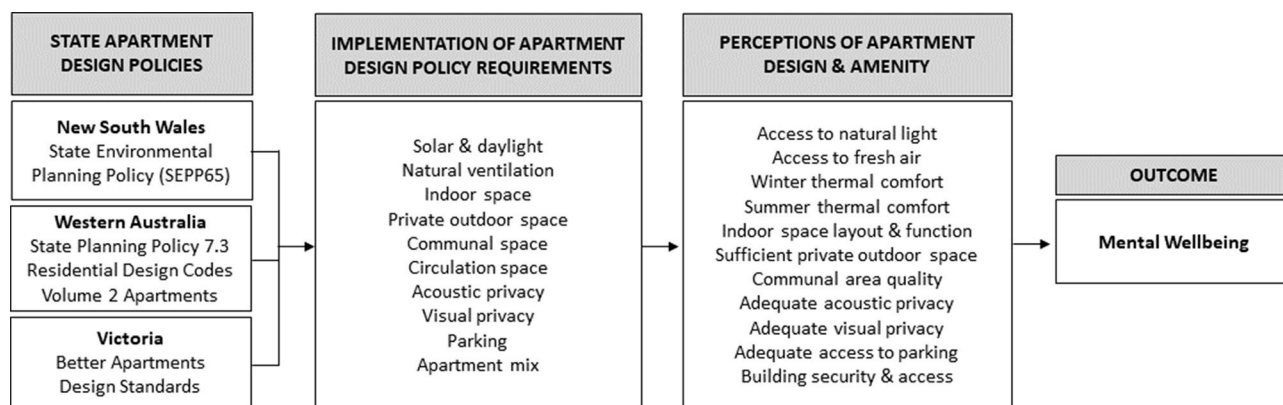 STATE APARTMENT
DESIGN POLICIES
New South Wales
State Environmental
Planning Policy (SEPP65)
Western Australia
State Planning Policy 7.3
Residential Design Codes
Volume 2 Apartments
Victoria
Better Apartments
Design Standards
IMPLEMENTATION OF APARTMENT
DESIGN POLICY REQUIREMENTS
Solar & daylight
Natural ventilation
Indoor space
Private outdoor space
Communal space
Circulation space
Acoustic privacy
Visual privacy
Parking
Apartment mix
PERCEPTIONS OF APARTMENT
DESIGN & AMENITY
Access to natural light
Access to fresh air
Winter thermal comfort
Summer thermal comfort
Indoor space layout & function
Sufficient private outdoor space
Communal area quality
Adequate acoustic privacy
Adequate visual privacy
Adequate access to parking
Building security & access
OUTCOME
Mental Wellbeing